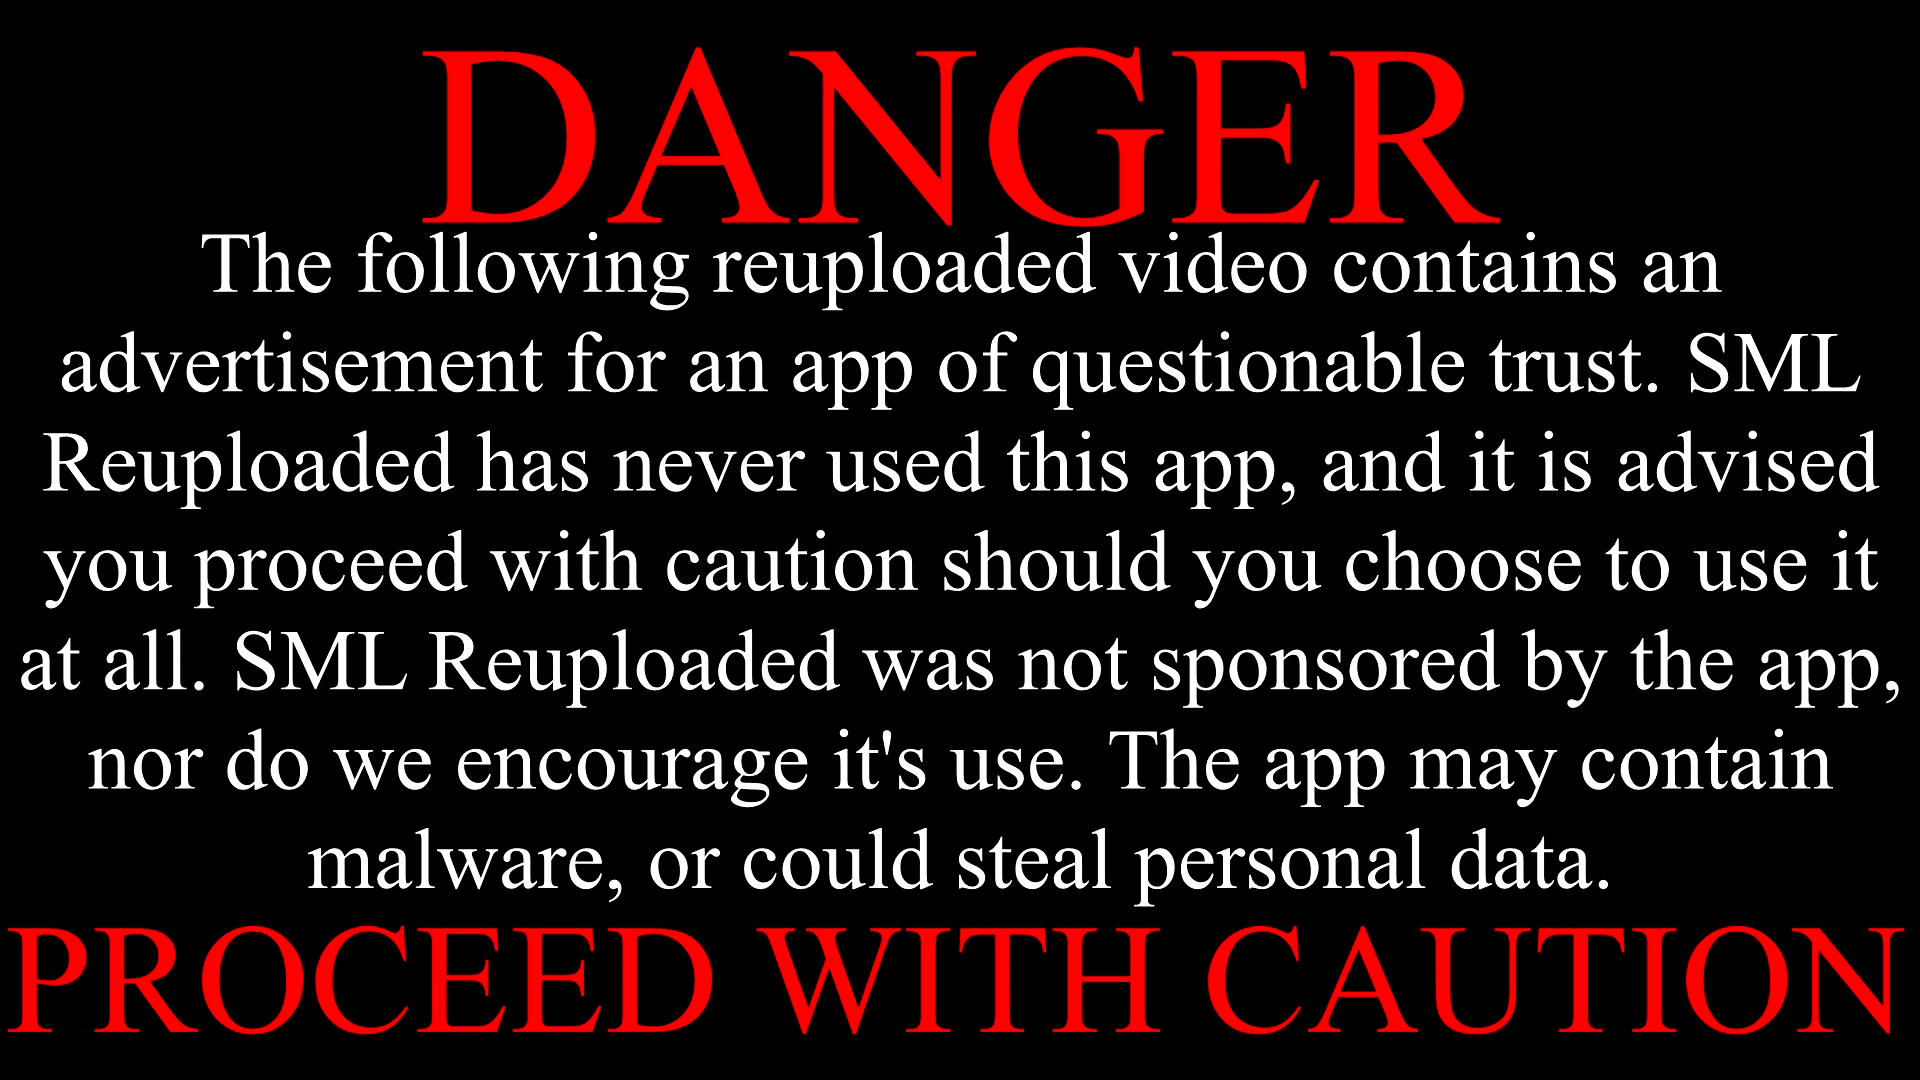 DANGER
The following reuploaded video contains an
advertisement for an app of questionable trust. SML
Reuploaded has never used this app, and it is advised
you proceed with caution should you choose to use it
at all. SML Reuploaded was not sponsored by the app,
nor do we encourage it's use. The app may contain
malware, or could steal personal data.
PROCEED WITH CAUTION